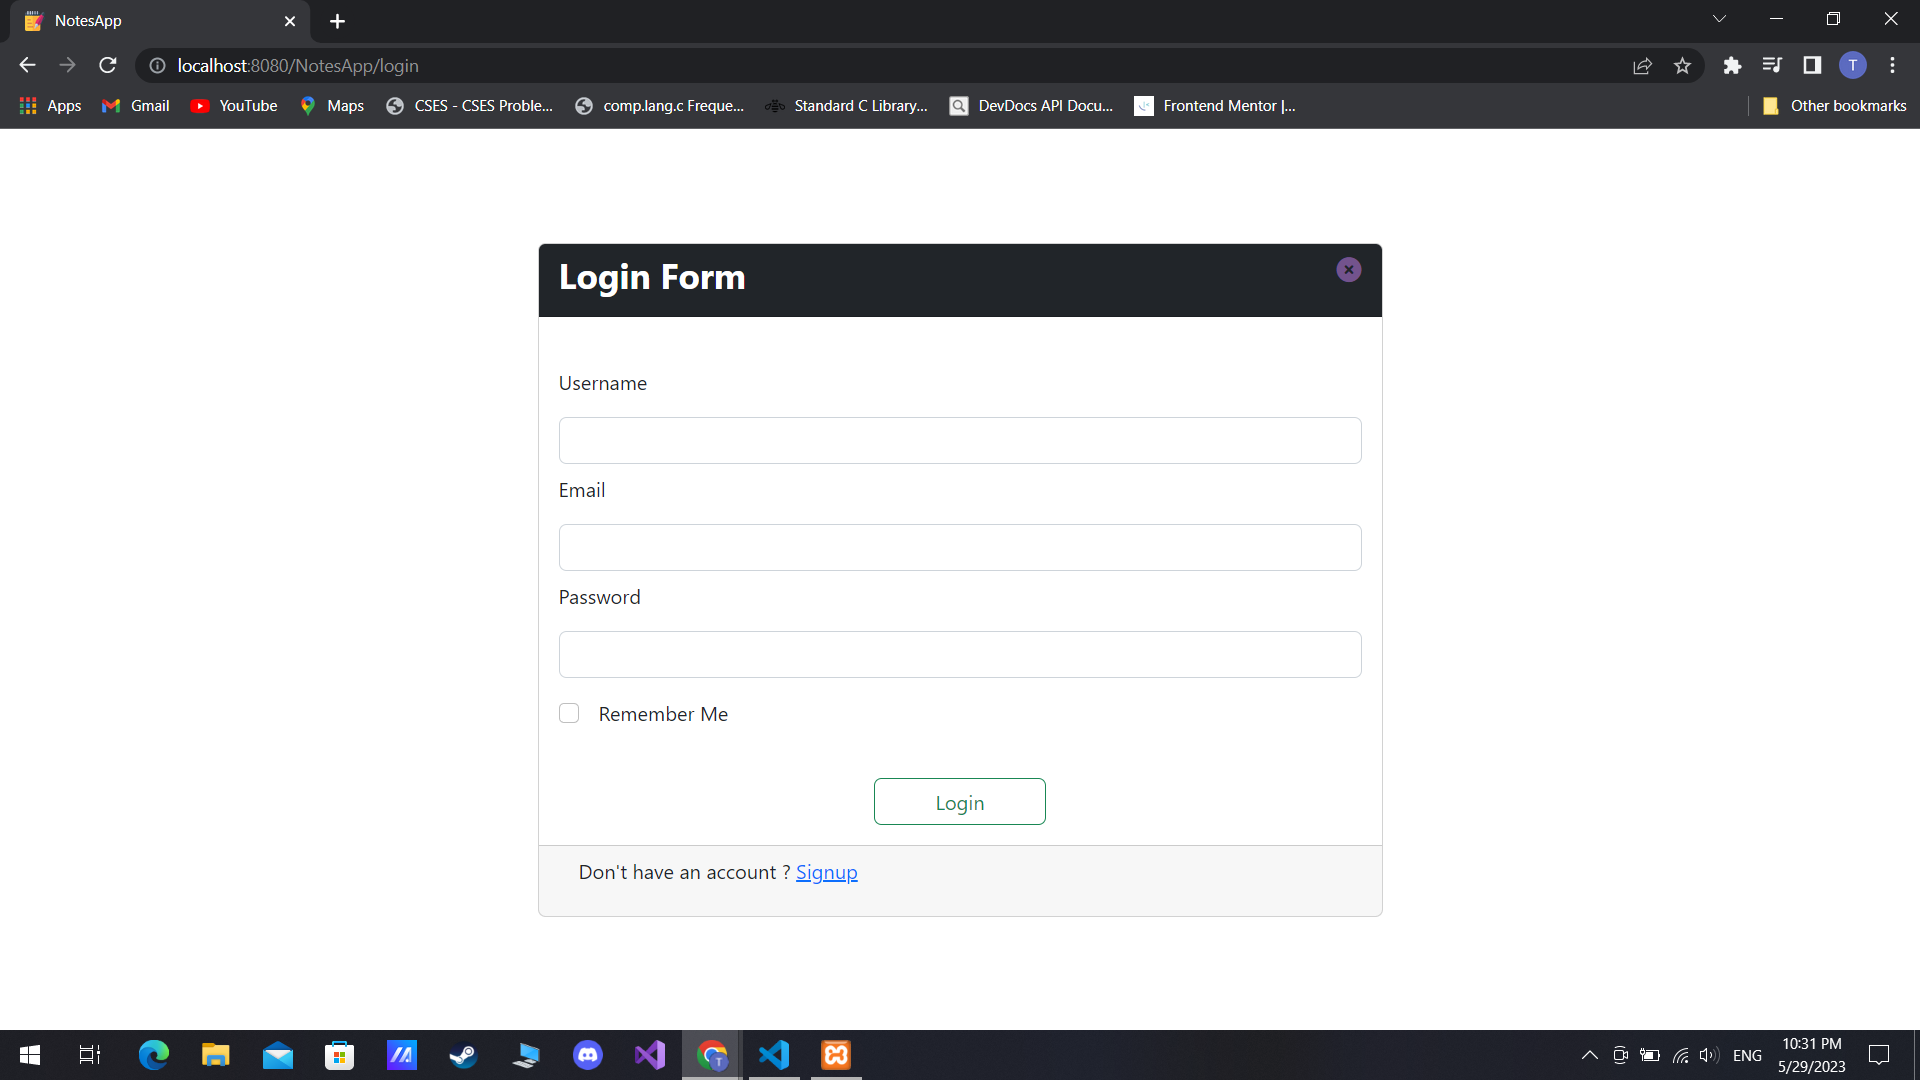 NotesApp
localhost:8080/NotesApp/login
T
Apps
Gmail
YouTube
Maps
CSES - CSES Proble...
comp.lang.c Freque...
Standard C Library...
DevDocs API Docu...
Frontend Mentor |...
Other bookmarks
Login Form
Username
Email
Password
Remember Me
Login
Don't have an account ? Signup
T
ENG
10:31 PM
5/29/2023